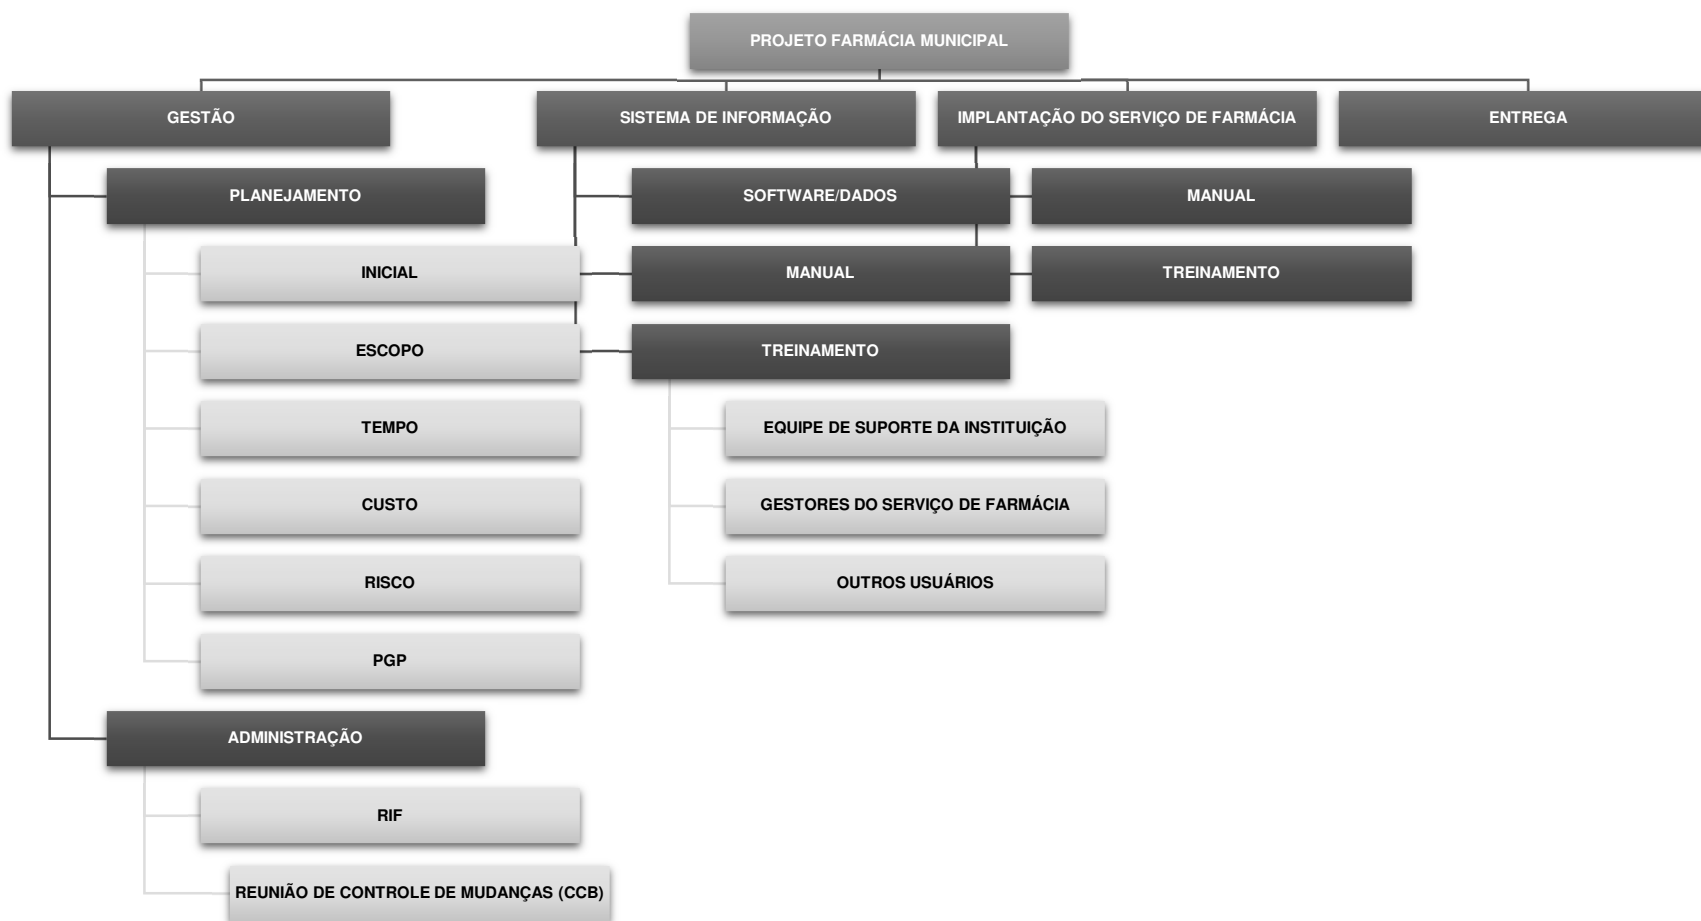 PROJETO FARMÁCIA MUNICIPAL
GESTÃO
PLANEJAMENTO
INICIAL
ESCOPO
TEMPO
CUSTO
RISCO
PGP
ADMINISTRAÇÃO
RIF
REUNIÃO DE CONTROLE DE MUDANÇAS (CCB)
SISTEMA DE INFORMAÇÃO
SOFTWARE/DADOS
MANUAL
TREINAMENTO
EQUIPE DE SUPORTE DA INSTITUIÇÃO
GESTORES DO SERVIÇO DE FARMÁCIA
OUTROS USUÁRIOS
IMPLANTAÇÃO DO SERVIÇO DE FARMÁCIA
MANUAL
TREINAMENTO
ENTREGA